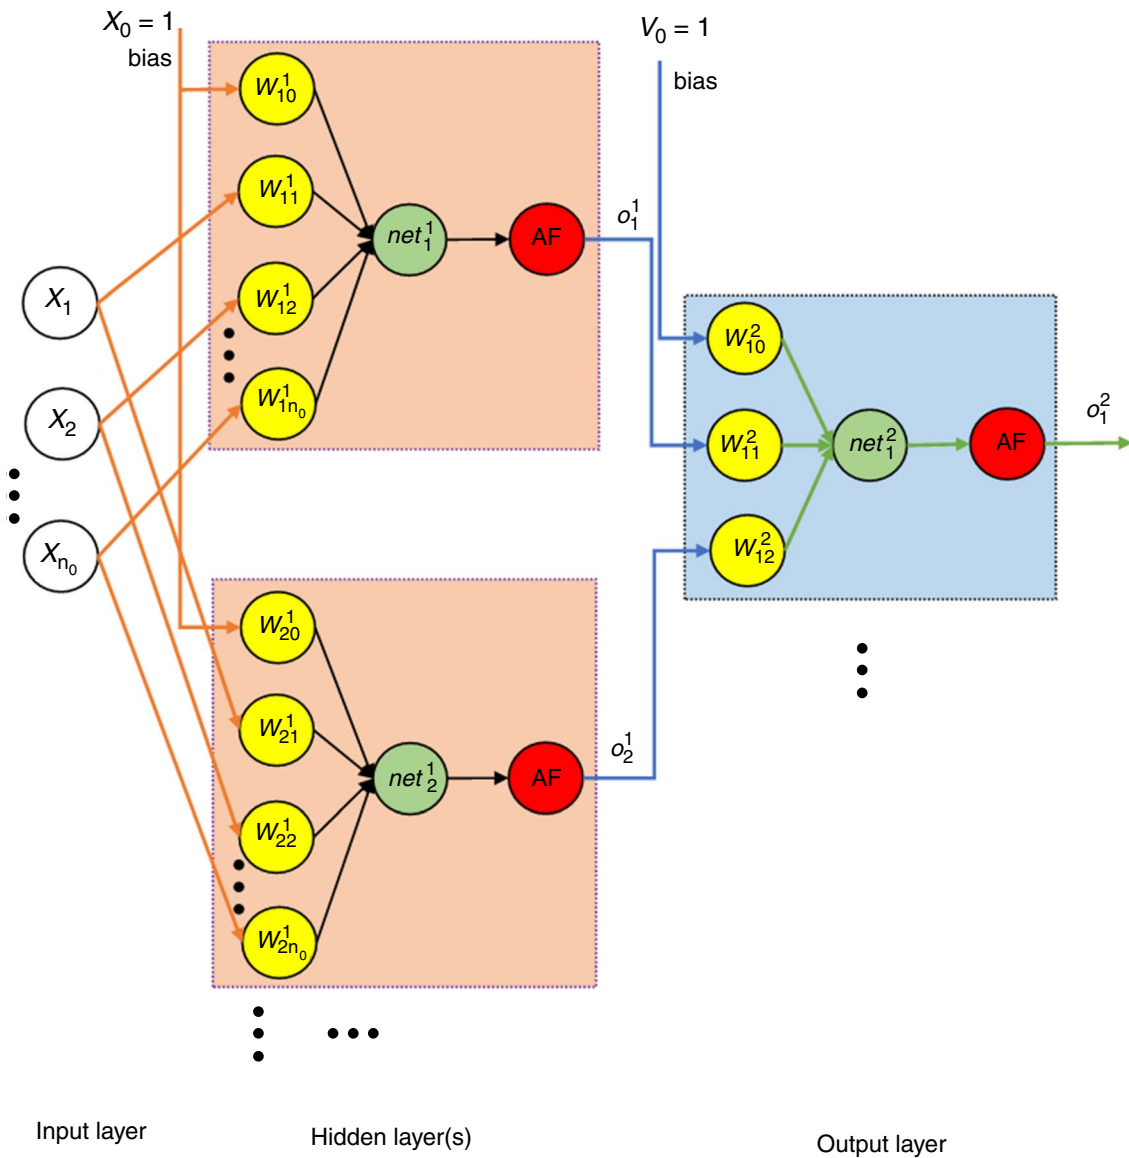 X₀ = 1
bias
V₀ = 1
bias
W¹₁₀
W¹₁₁
W¹₁₂
W¹₁ₙ₀
net¹₁
AF
o¹₁
X₁
X₂
Xₙ₀
W²₁₀
W²₁₁
W²₁₂
net²₁
AF
o²₁
W¹₂₀
W¹₂₁
W¹₂₂
W¹₂ₙ₀
net¹₂
AF
o¹₂
Input layer
Hidden layer(s)
Output layer